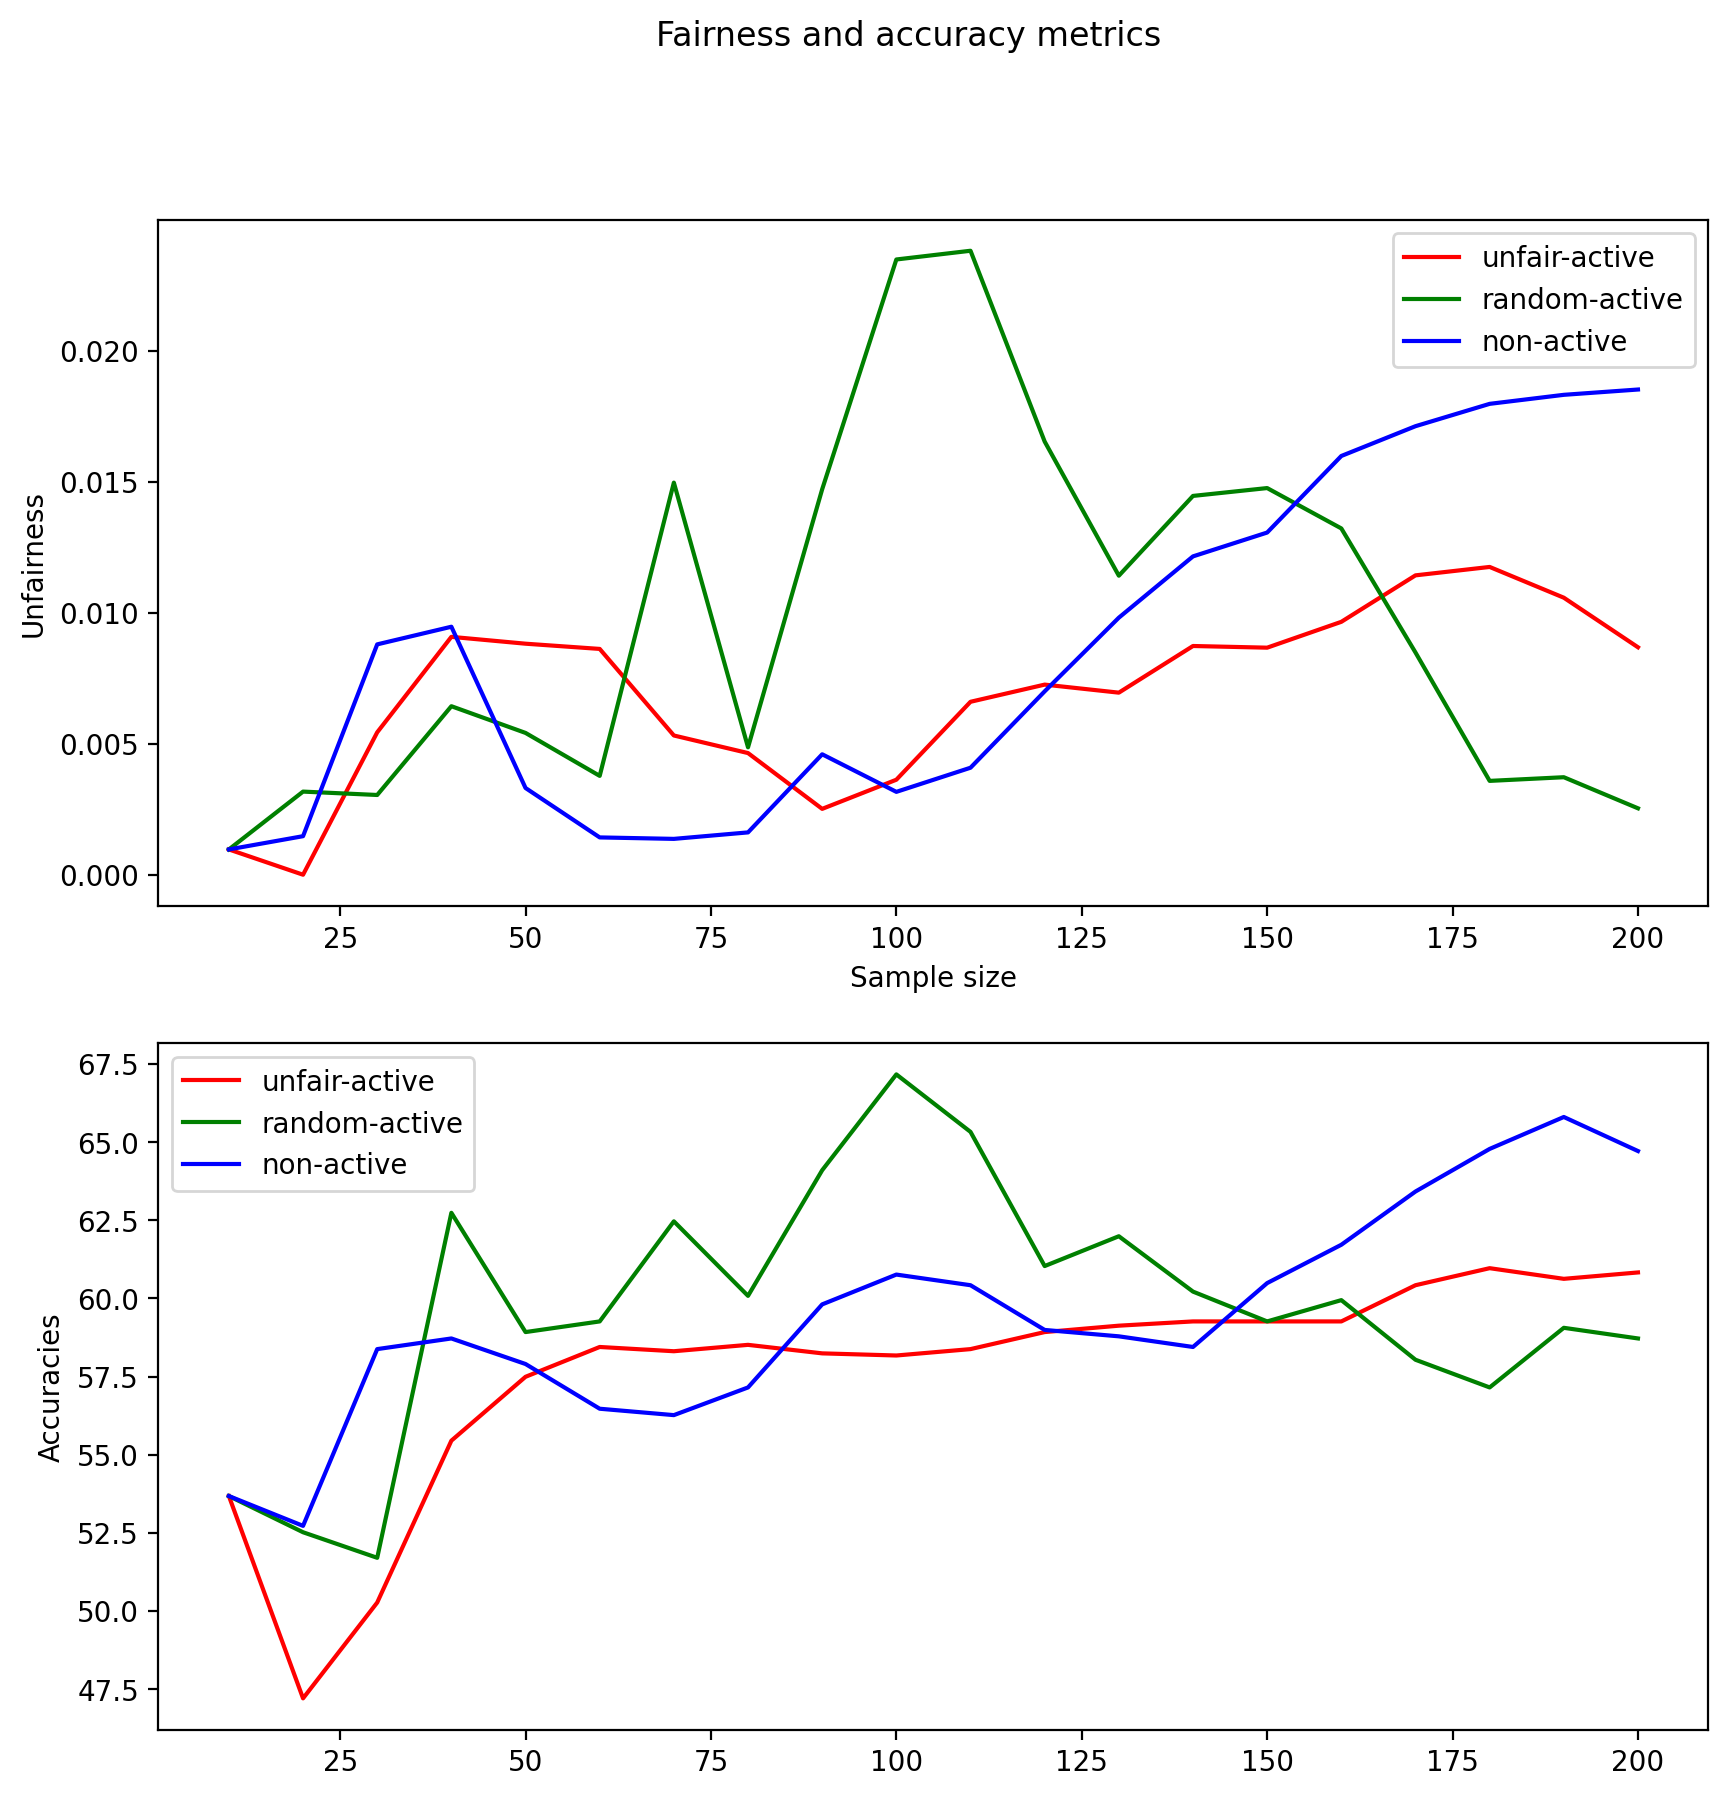 Fairness and accuracy metrics
unfair-active
random-active
non-active
0.020
0.015
0.010
0.005
0.000
Unfairness
25 50 75 100 125 150 175 200
Sample size
unfair-active
random-active
non-active
67.5
65.0
62.5
60.0
57.5
55.0
52.5
50.0
47.5
Accuracies
25 50 75 100 125 150 175 200